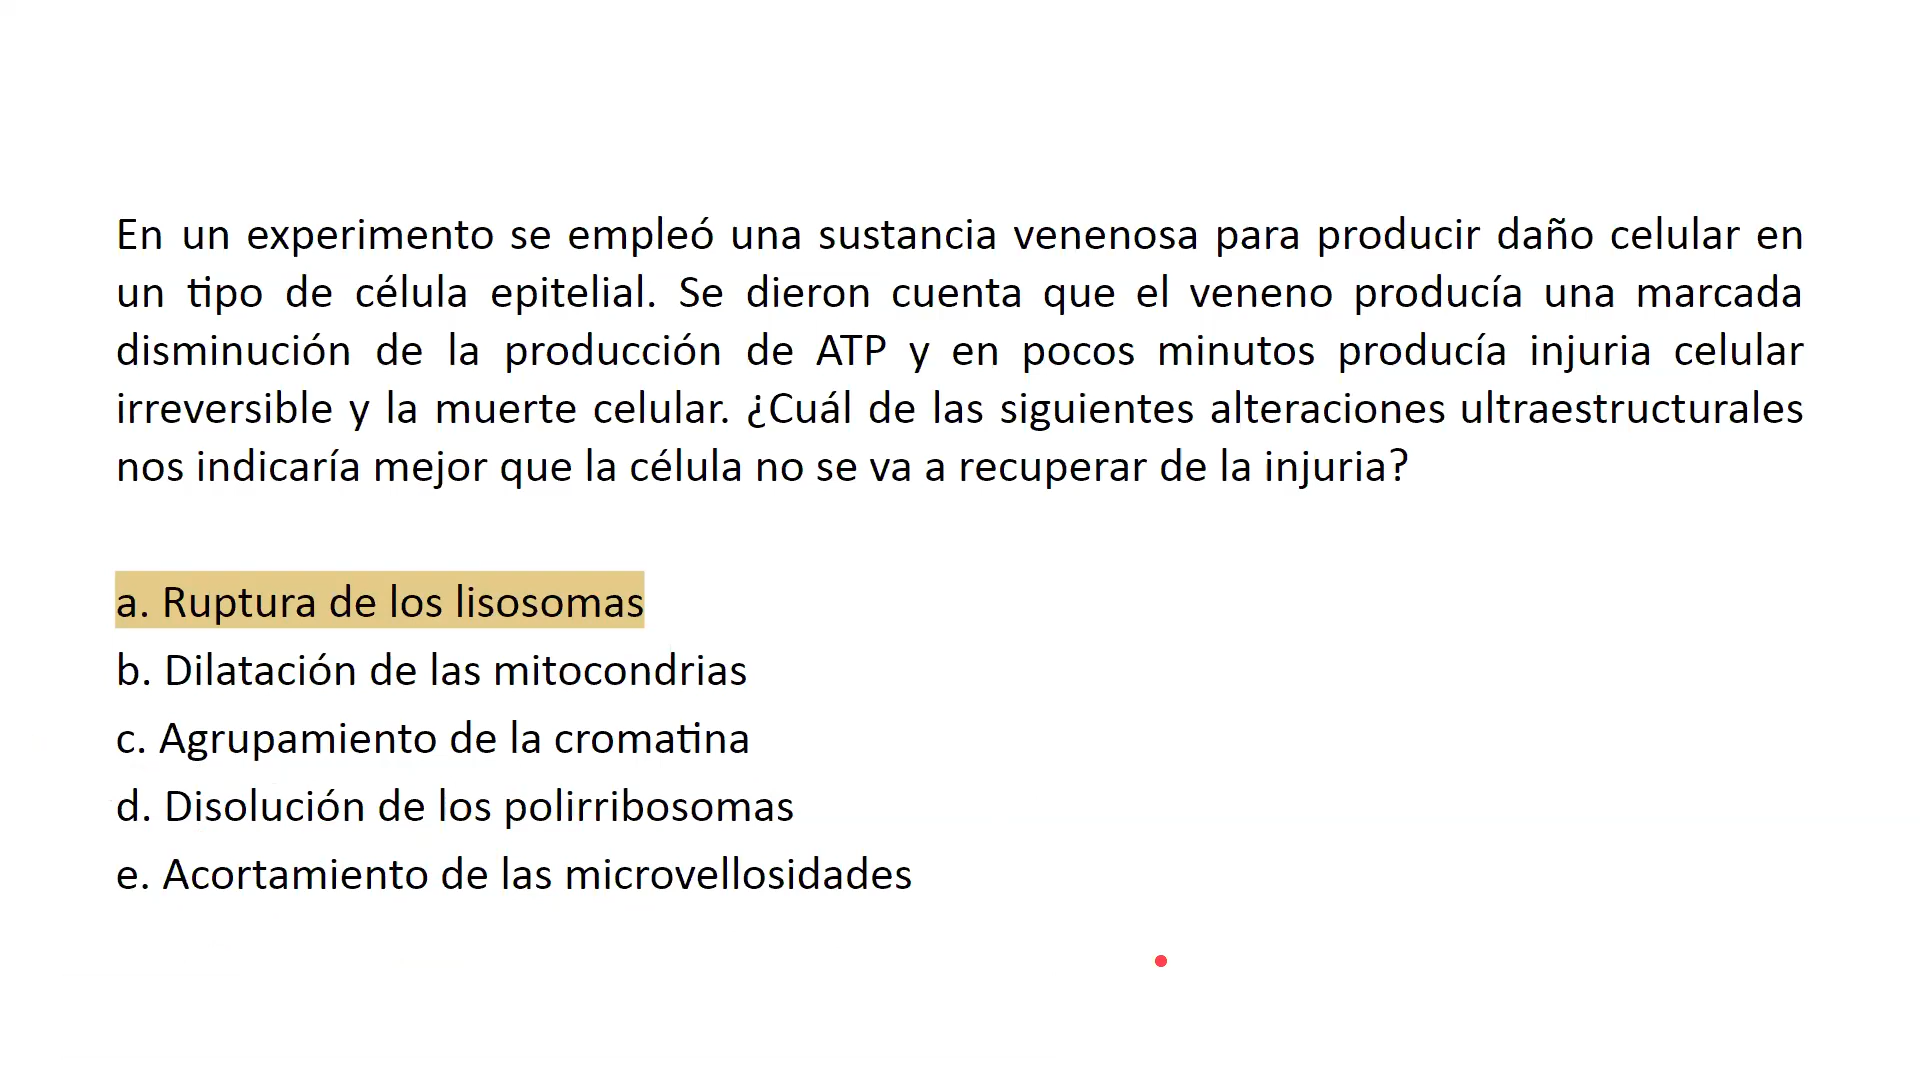 En un experimento se empleó una sustancia venenosa para producir daño celular en
un tipo de célula epitelial. Se dieron cuenta que el veneno producía una marcada
disminución de la producción de ATP y en pocos minutos producía injuria celular
irreversible y la muerte celular. ¿Cuál de las siguientes alteraciones ultraestructurales
nos indicaría mejor que la célula no se va a recuperar de la injuria?
a. Ruptura de los lisosomas
b. Dilatación de las mitocondrias
c. Agrupamiento de la cromatina
d. Disolución de los polirribosomas
e. Acortamiento de las microvellosidades